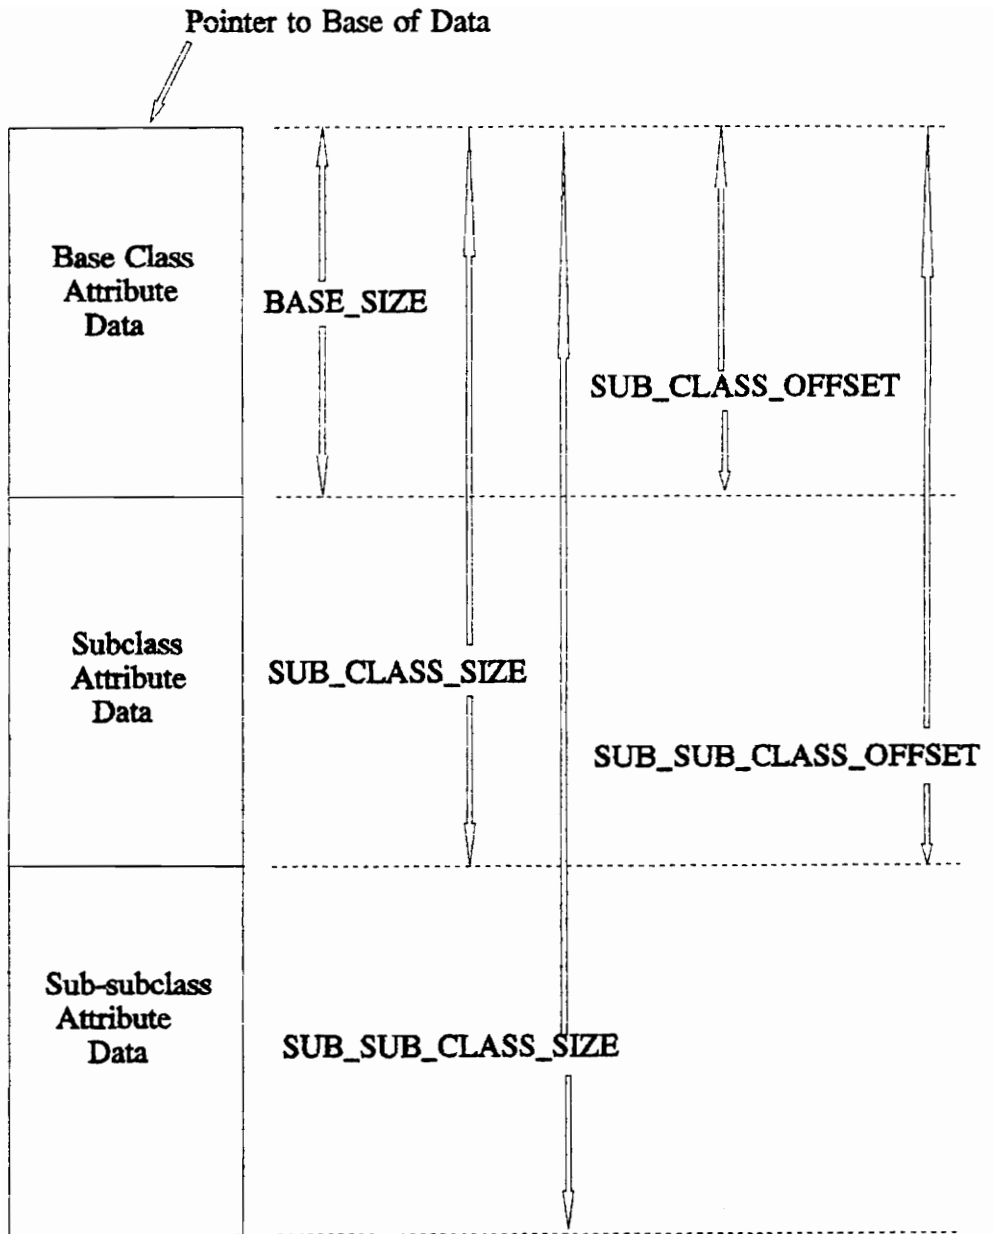 Pointer to Base of Data
Base Class
Attribute
Data
BASE_SIZE
SUB_CLASS_OFFSET
Subclass
Attribute
Data
SUB_CLASS_SIZE
SUB_SUB_CLASS_OFFSET
Sub-subclass
Attribute
Data
SUB_SUB_CLASS_SIZE